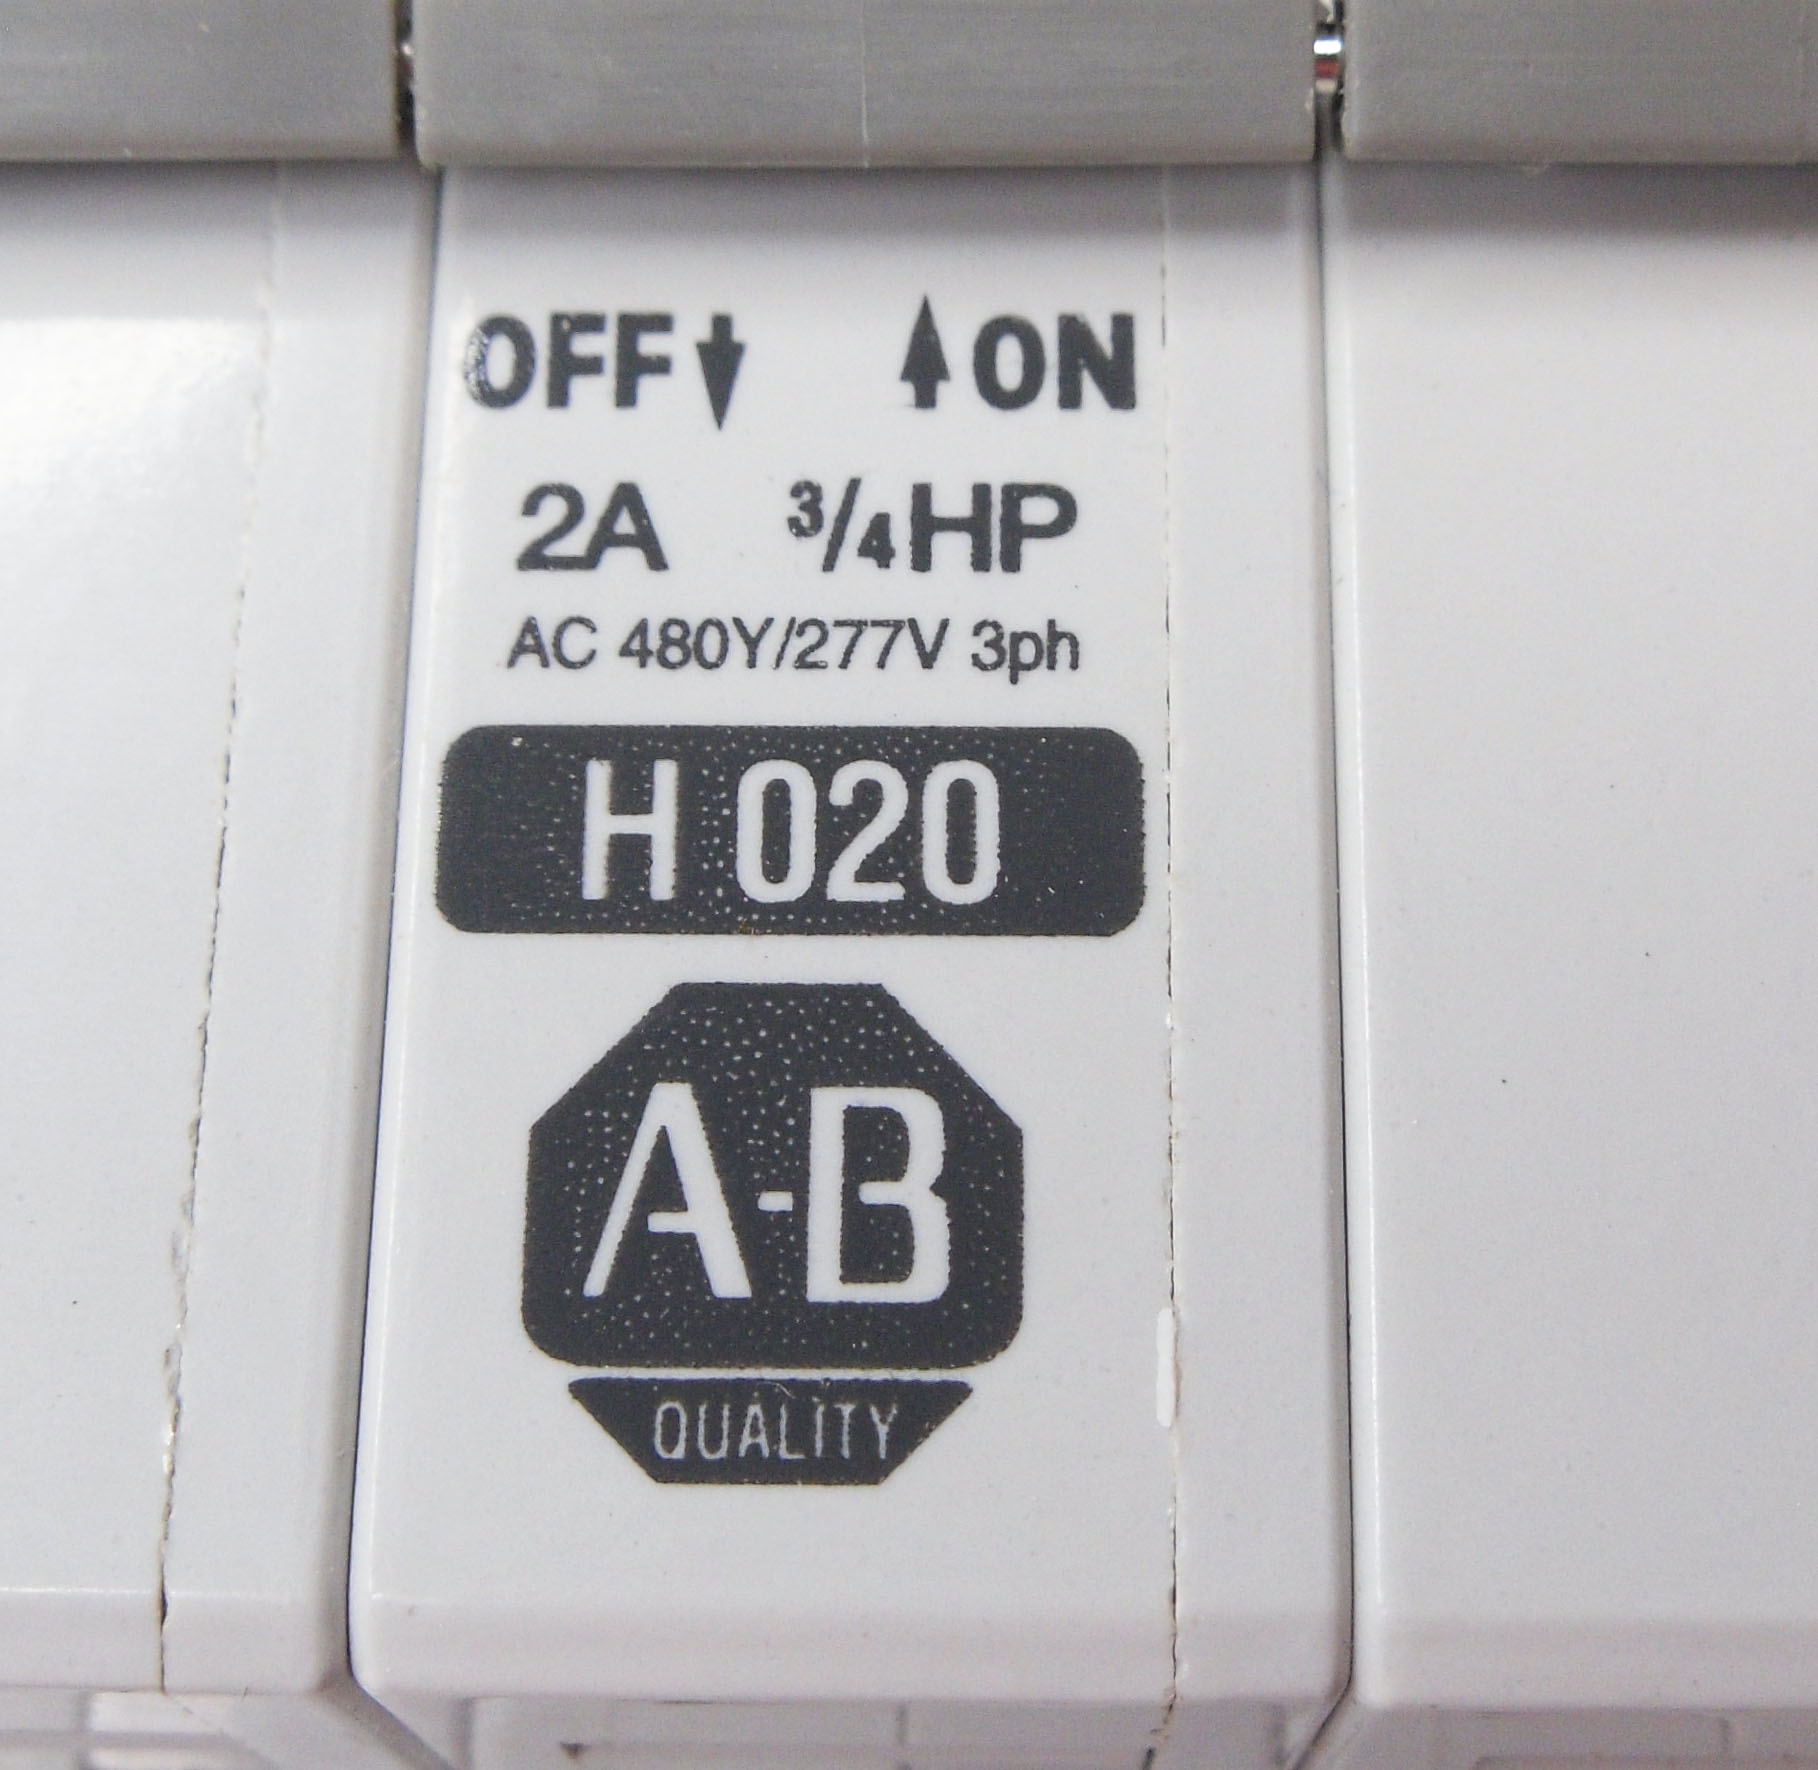 OFF ↓ ↑ ON
2A ¾HP
AC 480Y/277V 3ph
H 020
A-B
QUALITY